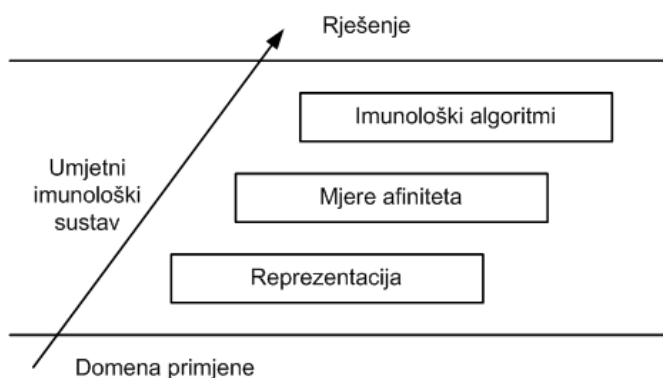 Rješenje
Imunološki algoritmi
Umjetni
imunološki
sustav
Mjere afiniteta
Reprezentacija
Domena primjene